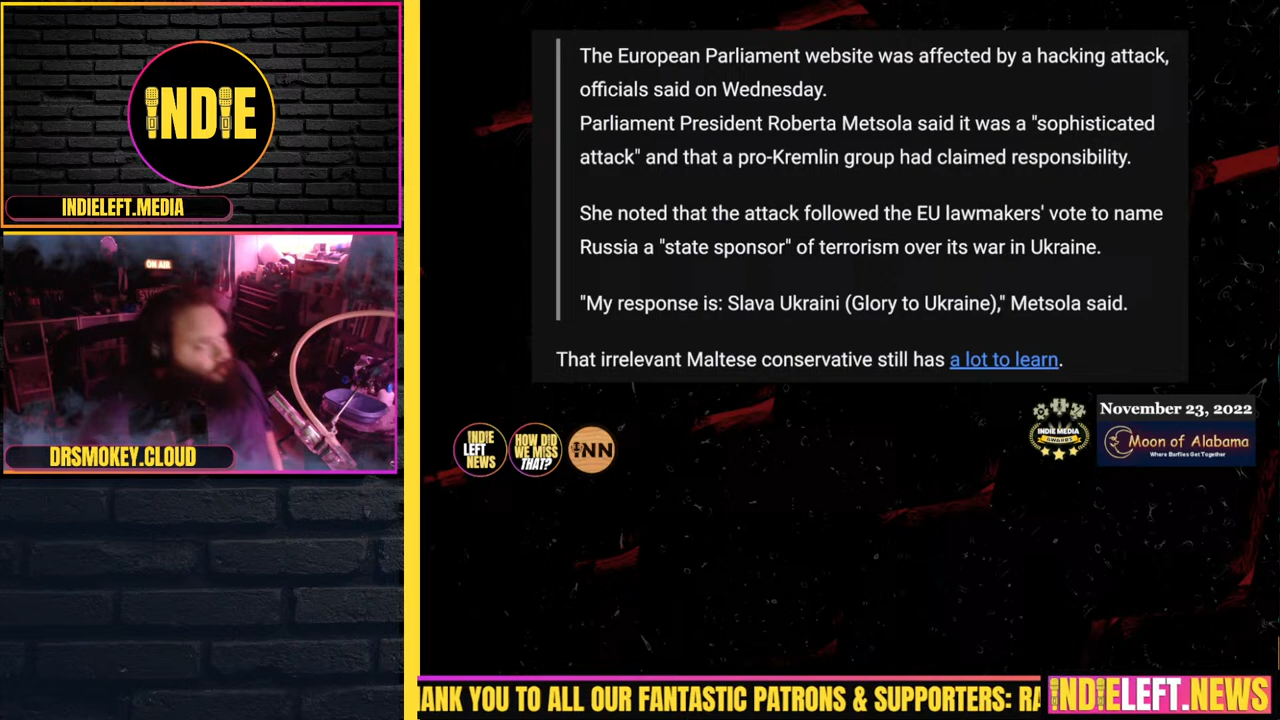 INDIE
INDIELEFT.MEDIA
ON AIR
DRSMOKEY.CLOUD
The European Parliament website was affected by a hacking attack,
officials said on Wednesday.
Parliament President Roberta Metsola said it was a "sophisticated
attack" and that a pro-Kremlin group had claimed responsibility.
She noted that the attack followed the EU lawmakers' vote to name
Russia a "state sponsor" of terrorism over its war in Ukraine.
"My response is: Slava Ukraini (Glory to Ukraine)," Metsola said.
That irrelevant Maltese conservative still has a lot to learn.
INDIE
LEFT
NEWS
HOW DID
WE MISS
THAT?
INN
INDIE MEDIA
AWARDS
November 23, 2022
Moon of Alabama
Where Barflies Get Together
HANK YOU TO ALL OUR FANTASTIC PATRONS & SUPPORTERS: RA
INDIELEFT.NEWS